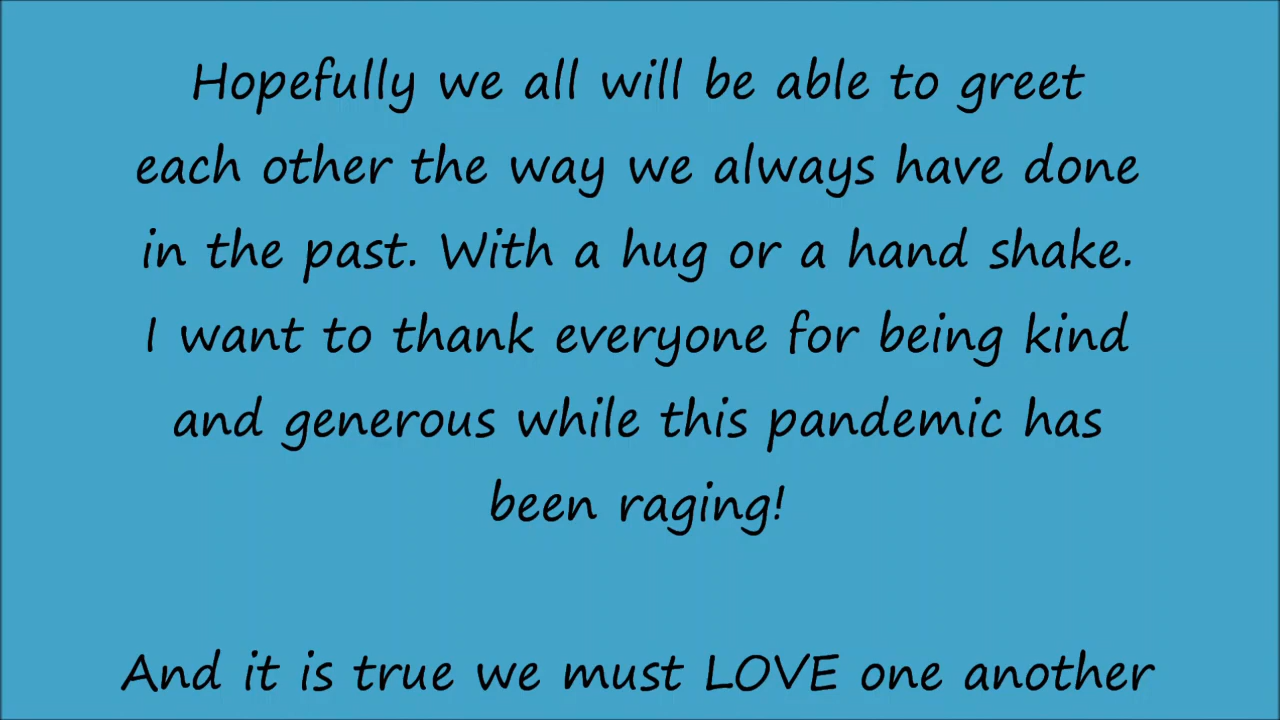 Hopefully we all will be able to greet
each other the way we always have done
in the past. With a hug or a hand shake.
I want to thank everyone for being kind
and generous while this pandemic has
been raging!
And it is true we must LOVE one another